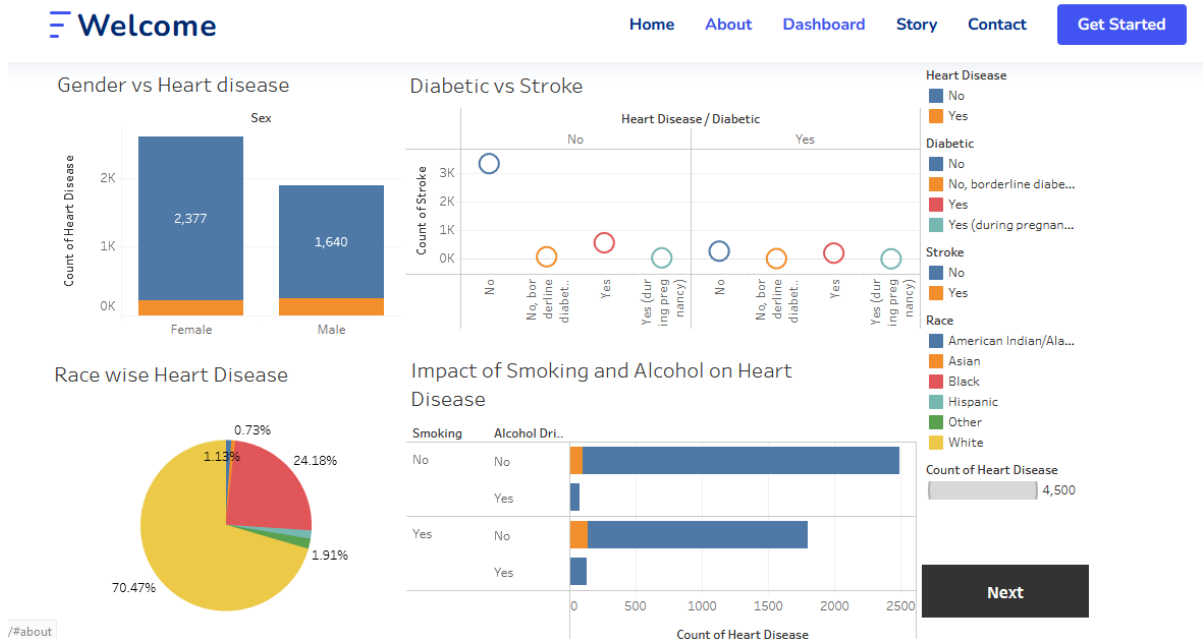 Welcome
Home About Dashboard Story Contact Get Started
Gender vs Heart disease
Sex
Count of Heart Disease
2K
1K
0K
2,377
1,640
Female Male
Diabetic vs Stroke
Heart Disease / Diabetic
No Yes
Count of Stroke
3K
2K
1K
0K
No
No, bor
derline
diabet..
Yes
Yes (dur
ing preg
nancy)
No
No, bor
derline
diabet..
Yes
Yes (dur
ing preg
nancy)
Heart Disease
No
Yes
Diabetic
No
No, borderline diabe...
Yes
Yes (during pregnan...
Stroke
No
Yes
Race
American Indian/Ala...
Asian
Black
Hispanic
Other
White
Count of Heart Disease
4,500
Race wise Heart Disease
0.73%
1.13%
24.18%
1.91%
70.47%
Impact of Smoking and Alcohol on Heart
Disease
Smoking Alcohol Dri..
No No
Yes
Yes No
Yes
0 500 1000 1500 2000 2500
Count of Heart Disease
Next
/#about